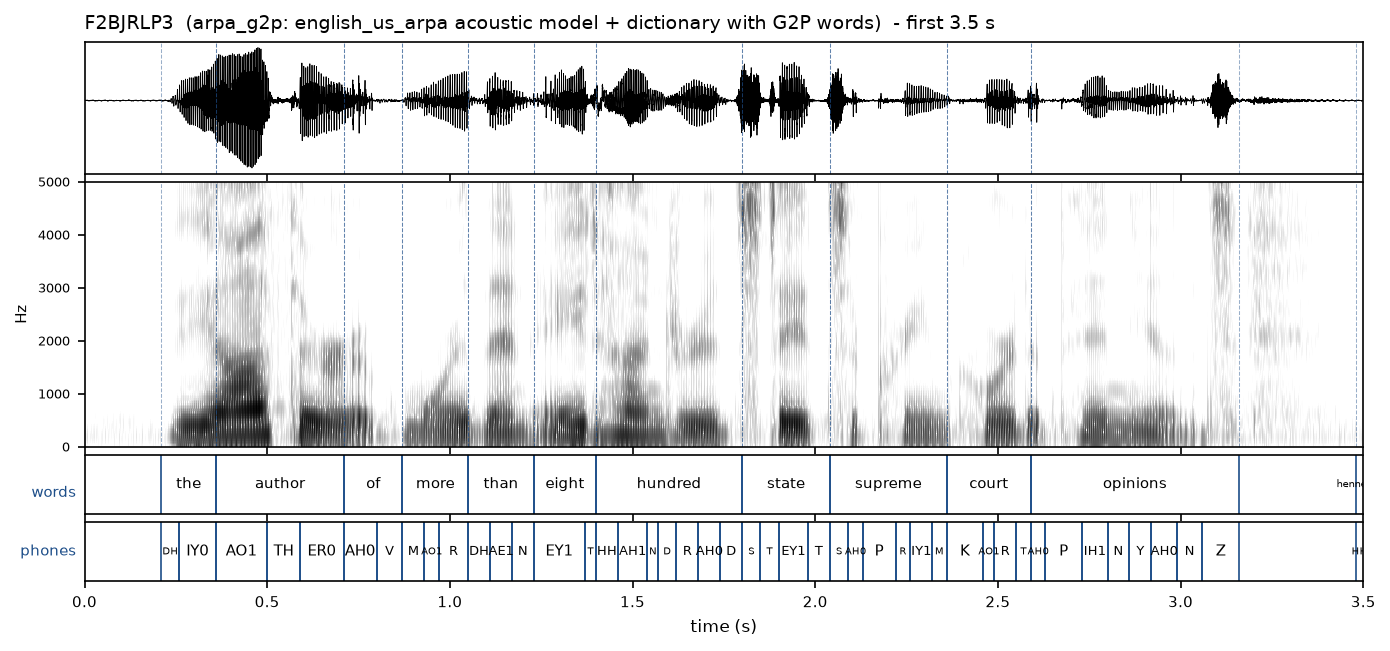 F2BJRLP3 (arpa_g2p: english_us_arpa acoustic model + dictionary with G2P words) - first 3.5 s
5000
4000
3000
2000
1000
0
Hz
words
the author of more than eight hundred state supreme court opinions
phones
DH IY0 AO1 TH ER0 AH0 V M AO1 R DH AE1 N EY1 T HH AH1 N D R AH0 D S T EY1 T S AH0 P R IY1 M K AO1 R T AH0 P IH1 N Y AH0 N Z
0.0 0.5 1.0 1.5 2.0 2.5 3.0 3.5
time (s)